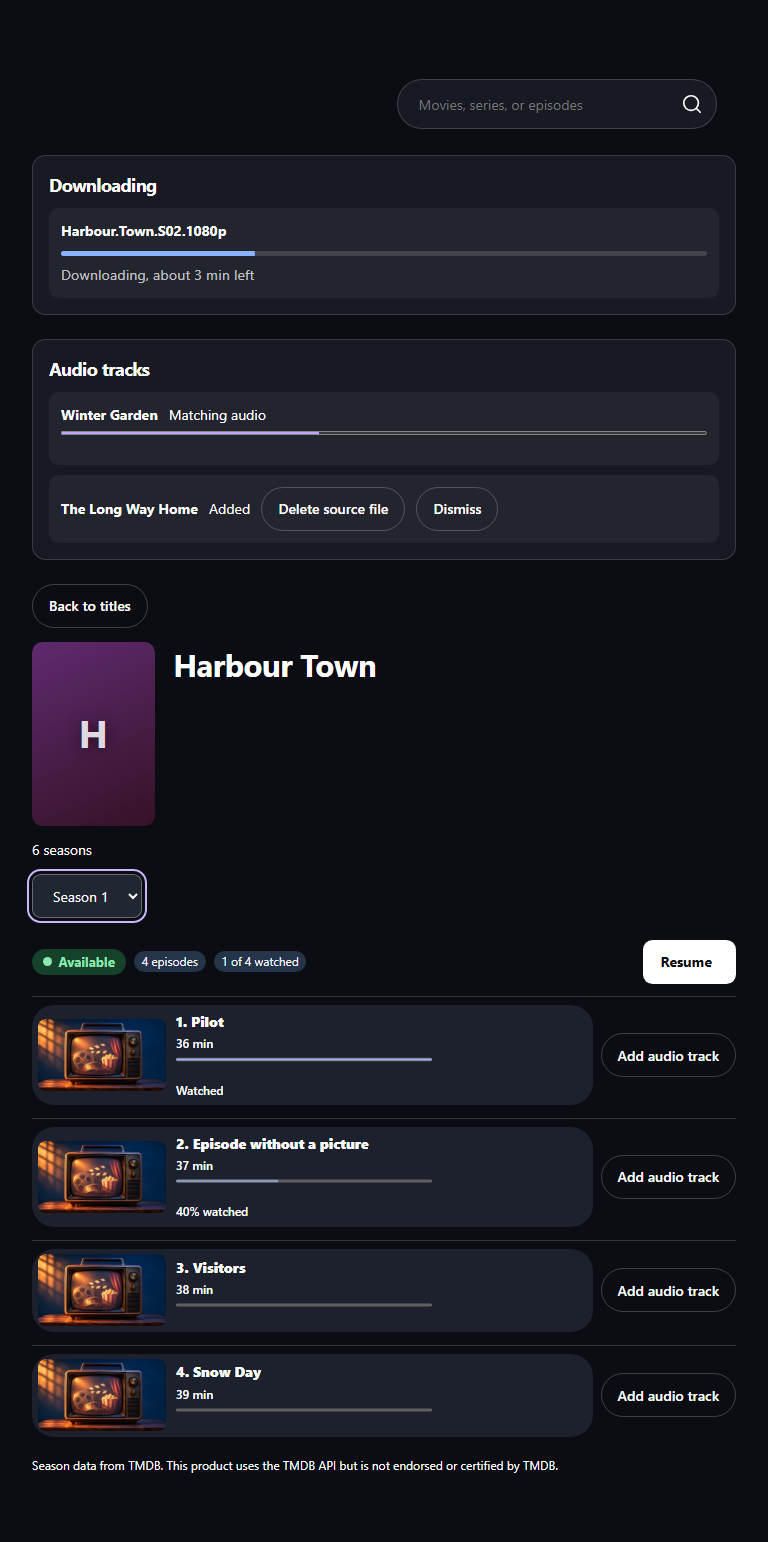 Movies, series, or episodes
Downloading
Harbour.Town.S02.1080p
Downloading, about 3 min left
Audio tracks
Winter Garden Matching audio
The Long Way Home Added Delete source file Dismiss
Back to titles
H
Harbour Town
6 seasons
Season 1
Available 4 episodes 1 of 4 watched Resume
1. Pilot
36 min
Watched
Add audio track
2. Episode without a picture
37 min
40% watched
Add audio track
3. Visitors
38 min
Add audio track
4. Snow Day
39 min
Add audio track
Season data from TMDB. This product uses the TMDB API but is not endorsed or certified by TMDB.